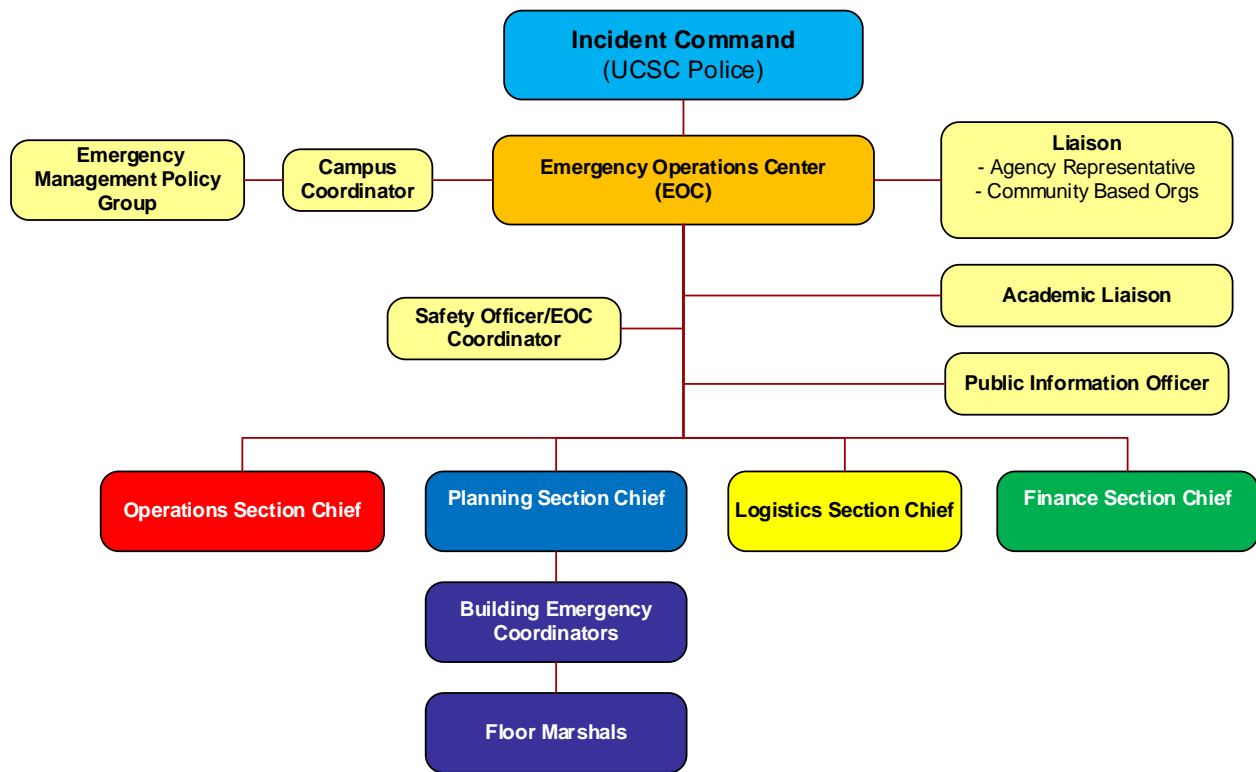 Incident Command
(UCSC Police)
Emergency
Management Policy
Group
Campus
Coordinator
Emergency Operations Center
(EOC)
Liaison
- Agency Representative
- Community Based Orgs
Academic Liaison
Safety Officer/EOC
Coordinator
Public Information Officer
Operations Section Chief
Planning Section Chief
Logistics Section Chief
Finance Section Chief
Building Emergency
Coordinators
Floor Marshals